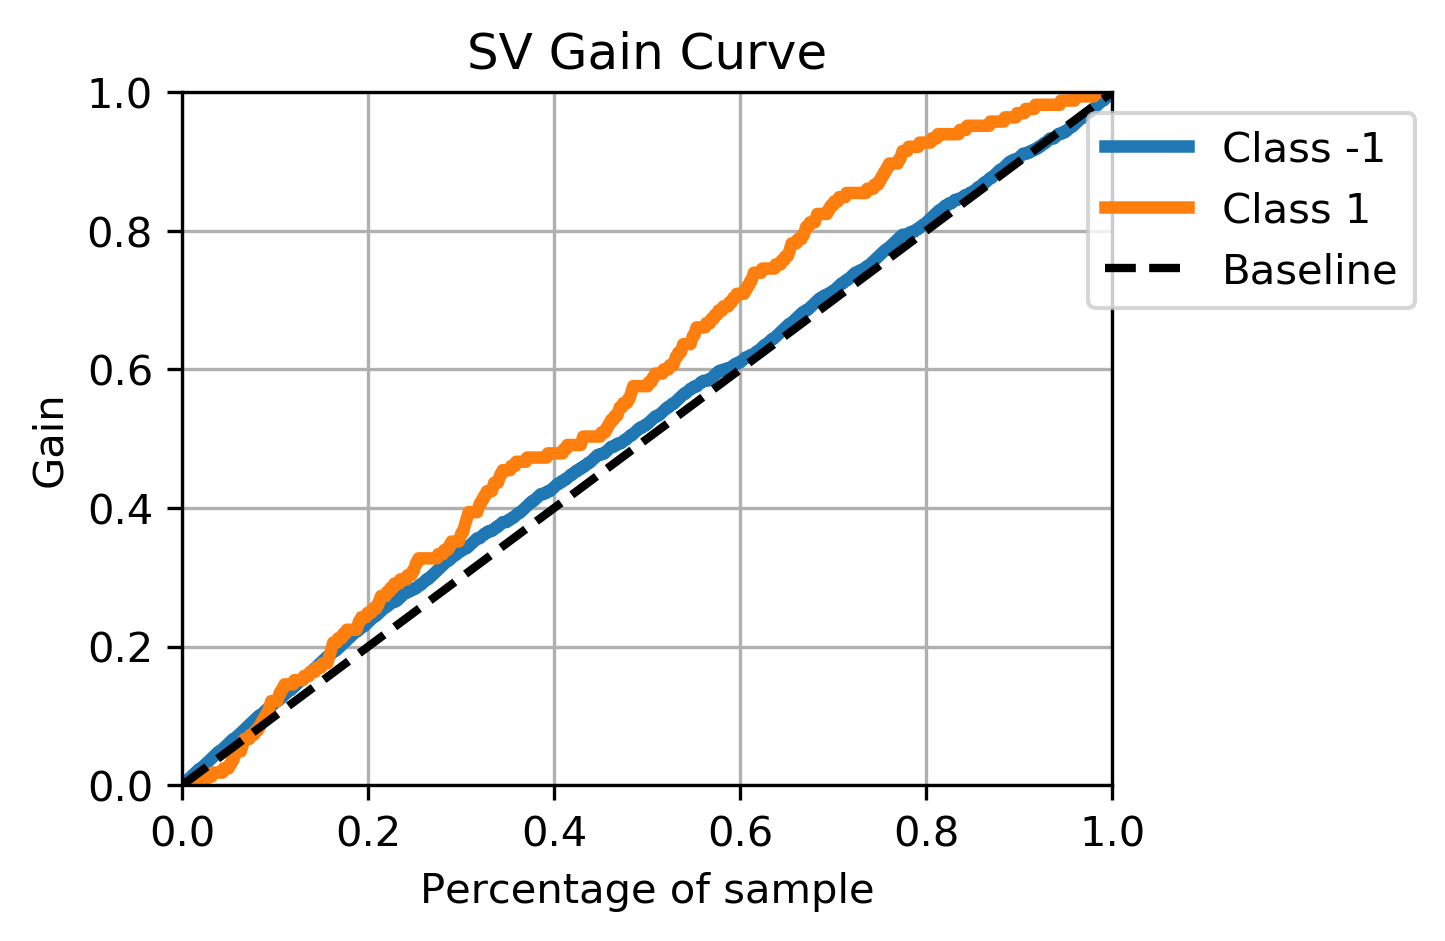 SV Gain Curve
1.0
0.8
0.6
0.4
0.2
0.0
Gain
0.0 0.2 0.4 0.6 0.8 1.0
Percentage of sample
Class -1
Class 1
Baseline